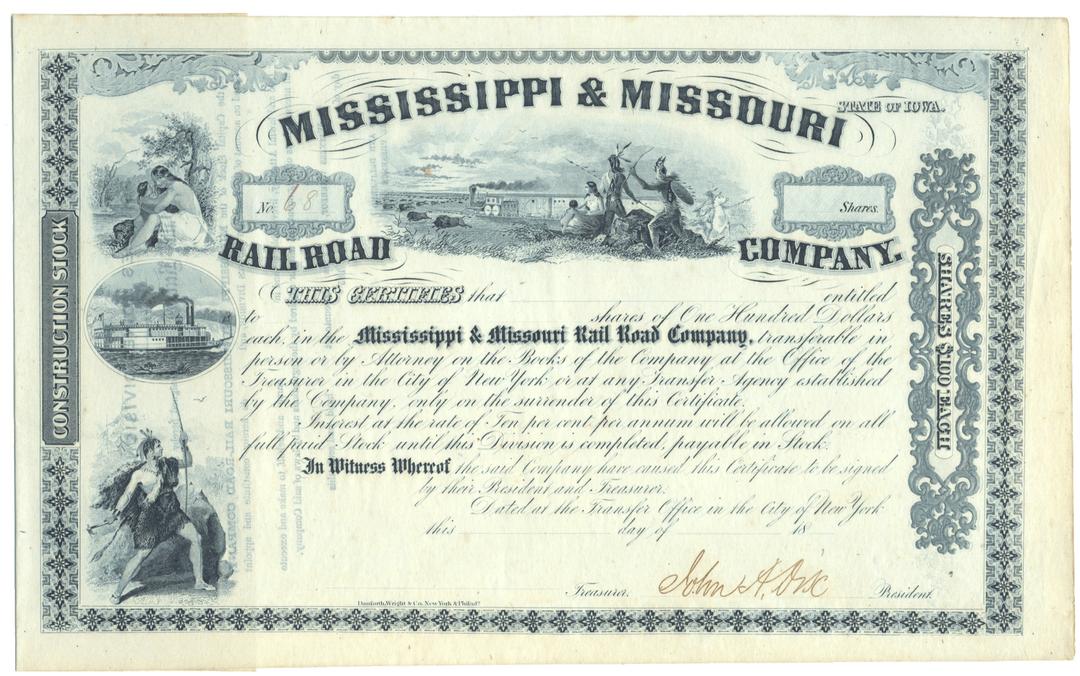 MISSISSIPPI & MISSOURI
STATE OF IOWA.
No. 68
Shares.
RAIL ROAD
COMPANY.
CONSTRUCTION STOCK
SHARES $100 EACH
THIS CERTIFIES that entitled
to shares of One Hundred Dollars
each, in the Mississippi & Missouri Rail Road Company, transferable in
person or by Attorney on the Books of the Company at the Office of the
Treasurer in the City of New York or at any Transfer Agency established
by the Company, only on the surrender of this Certificate.
Interest at the rate of Ten per cent. per annum will be allowed on all
full paid Stock until this Division is completed, payable in Stock.
In Witness Whereof the said Company have caused this Certificate to be signed
by their President and Treasurer.
Dated at the Transfer Office in the City of New York
this day of 18
Treasurer. John A. Dix President.
Danforth, Wright & Co. New York & Philad?